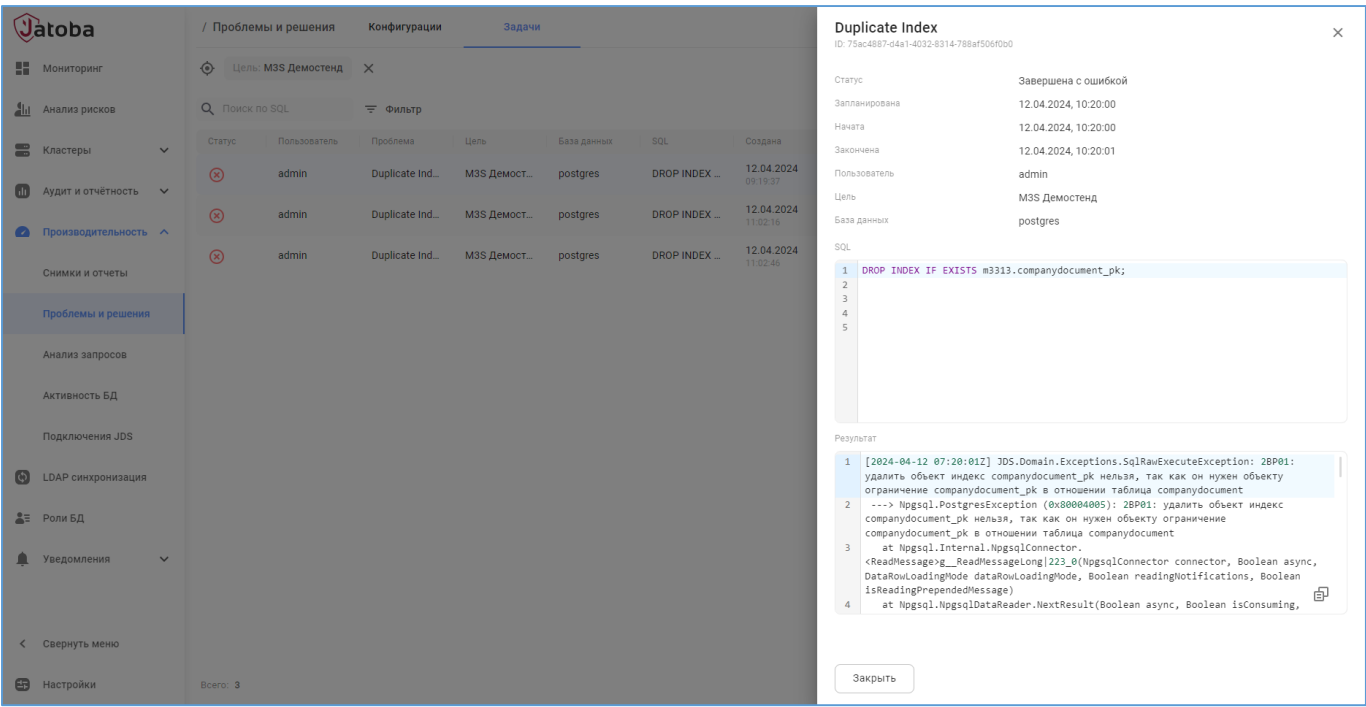 Jatoba
Мониторинг
Анализ рисков
Кластеры
Аудит и отчётность
Производительность
Снимки и отчеты
Проблемы и решения
Анализ запросов
Активность БД
Подключения JDS
LDAP синхронизация
Роли БД
Уведомления
Свернуть меню
Настройки
/ Проблемы и решения Конфигурации Задачи
Цель: M3S Демостенд
Поиск по SQL Фильтр
Статус Пользователь Проблема Цель База данных SQL Создана
admin Duplicate Ind... M3S Демост... postgres DROP INDEX ... 12.04.2024
09:19:37
admin Duplicate Ind... M3S Демост... postgres DROP INDEX ... 12.04.2024
11:02:16
admin Duplicate Ind... M3S Демост... postgres DROP INDEX ... 12.04.2024
11:02:46
Всего: 3
Duplicate Index
ID: 75ac4887-d4a1-4032-8314-788af506f0b0
Статус Завершена с ошибкой
Запланирована 12.04.2024, 10:20:00
Начата 12.04.2024, 10:20:00
Закончена 12.04.2024, 10:20:01
Пользователь admin
Цель M3S Демостенд
База данных postgres
SQL
1 DROP INDEX IF EXISTS m3313.companydocument_pk;
2
3
4
5
Результат
1 [2024-04-12 07:20:01Z] JDS.Domain.Exceptions.SqlRawExecuteException: 2BP01:
удалить объект индекс companydocument_pk нельзя, так как он нужен объекту
ограничение companydocument_pk в отношении таблица companydocument
2 ---> Npgsql.PostgresException (0x80004005): 2BP01: удалить объект индекс
companydocument_pk нельзя, так как он нужен объекту ограничение
companydocument_pk в отношении таблица companydocument
3 at Npgsql.Internal.NpgsqlConnector.
<ReadMessage>g__ReadMessageLong|223_0(NpgsqlConnector connector, Boolean async,
DataRowLoadingMode dataRowLoadingMode, Boolean readingNotifications, Boolean
isReadingPrependedMessage)
4 at Npgsql.NpgsqlDataReader.NextResult(Boolean async, Boolean isConsuming,
Закрыть